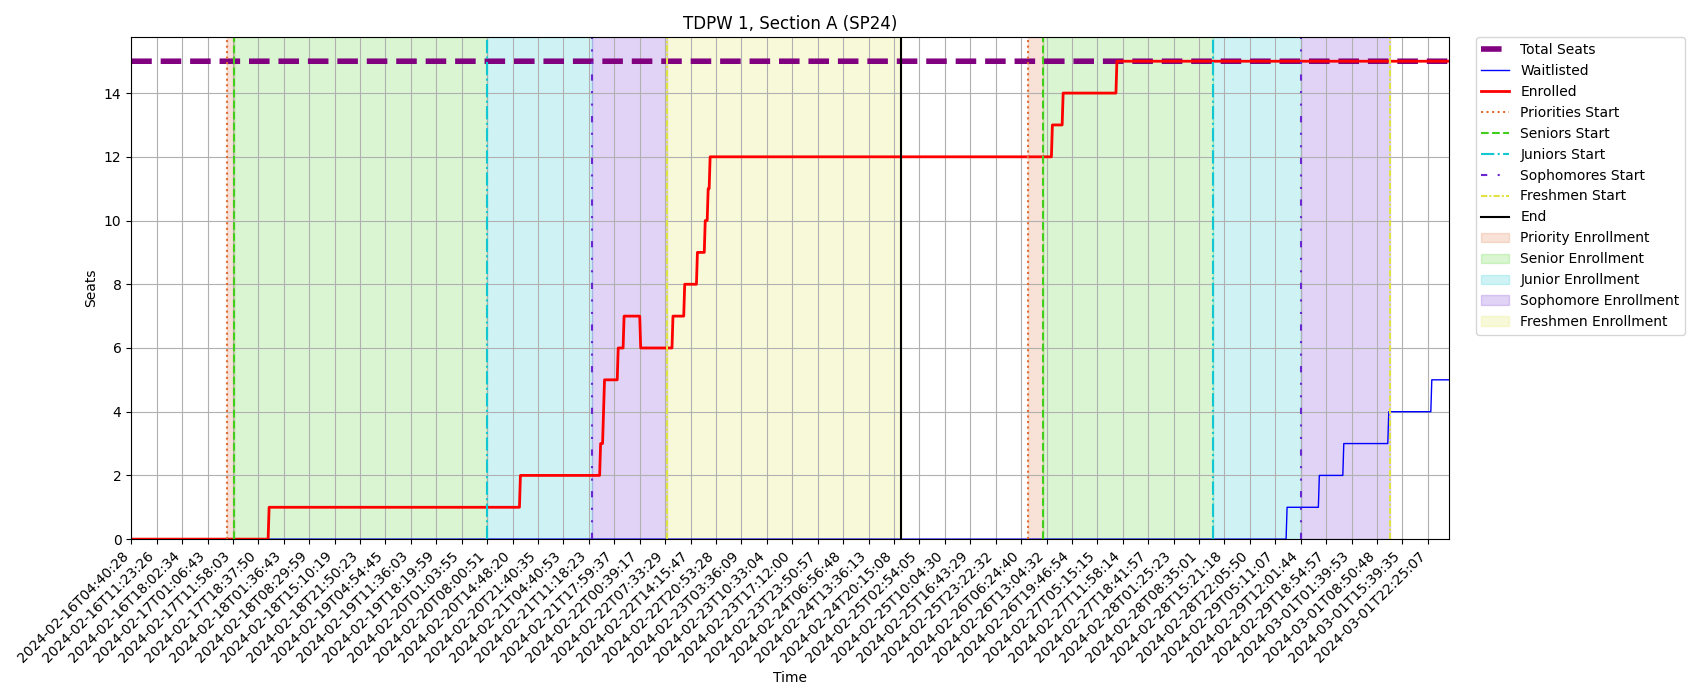 TDPW 1, Section A (SP24)
Seats
0
2
4
6
8
10
12
14
2024-02-16T04:40:28
2024-02-16T11:23:26
2024-02-16T18:02:34
2024-02-17T01:06:43
2024-02-17T11:58:03
2024-02-17T18:37:50
2024-02-18T01:36:43
2024-02-18T08:29:59
2024-02-18T15:10:19
2024-02-18T21:50:23
2024-02-19T04:54:45
2024-02-19T11:36:03
2024-02-19T18:19:59
2024-02-20T01:03:55
2024-02-20T08:00:51
2024-02-20T14:48:20
2024-02-20T21:40:35
2024-02-21T04:40:53
2024-02-21T11:18:23
2024-02-21T17:59:37
2024-02-22T00:39:17
2024-02-22T07:33:29
2024-02-22T14:15:47
2024-02-22T20:53:28
2024-02-23T03:36:09
2024-02-23T10:33:04
2024-02-23T17:12:00
2024-02-23T23:50:57
2024-02-24T06:56:48
2024-02-24T13:36:13
2024-02-24T20:15:08
2024-02-25T02:54:05
2024-02-25T10:04:30
2024-02-25T16:43:29
2024-02-25T23:22:32
2024-02-26T06:24:40
2024-02-26T13:04:32
2024-02-26T19:46:54
2024-02-27T05:15:15
2024-02-27T11:58:14
2024-02-27T18:41:57
2024-02-28T01:25:23
2024-02-28T08:35:01
2024-02-28T15:21:18
2024-02-28T22:05:50
2024-02-29T05:11:07
2024-02-29T12:01:44
2024-02-29T18:54:57
2024-03-01T01:39:53
2024-03-01T08:50:48
2024-03-01T15:39:35
2024-03-01T22:25:07
Time
Total Seats
Waitlisted
Enrolled
Priorities Start
Seniors Start
Juniors Start
Sophomores Start
Freshmen Start
End
Priority Enrollment
Senior Enrollment
Junior Enrollment
Sophomore Enrollment
Freshmen Enrollment